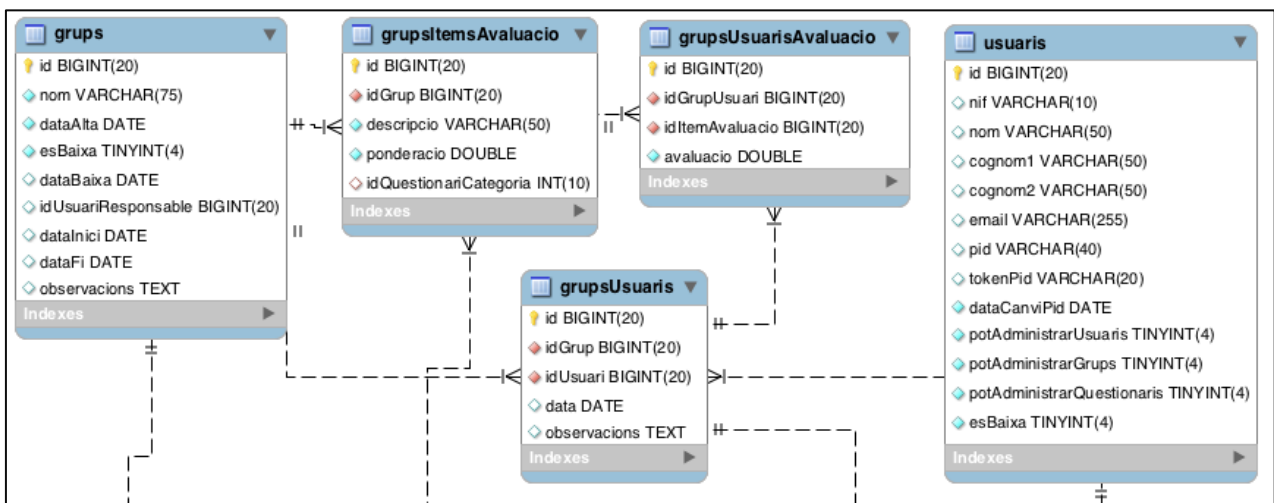 grups
id BIGINT(20)
nom VARCHAR(75)
dataAlta DATE
esBaixa TINYINT(4)
dataBaixa DATE
idUsuariResponsable BIGINT(20)
dataInici DATE
dataFi DATE
observacions TEXT
Indexes
grupsItemsAvaluacio
id BIGINT(20)
idGrup BIGINT(20)
descripcio VARCHAR(50)
ponderacio DOUBLE
idQuestionariCategoria INT(10)
Indexes
grupsUsuarisAvaluacio
id BIGINT(20)
idGrupUsuari BIGINT(20)
idItemAvaluacio BIGINT(20)
avaluacio DOUBLE
Indexes
grupsUsuaris
id BIGINT(20)
idGrup BIGINT(20)
idUsuari BIGINT(20)
data DATE
observacions TEXT
Indexes
usuaris
id BIGINT(20)
nif VARCHAR(10)
nom VARCHAR(50)
cognom1 VARCHAR(50)
cognom2 VARCHAR(50)
email VARCHAR(255)
pid VARCHAR(40)
tokenPid VARCHAR(20)
dataCanviPid DATE
potAdministrarUsuaris TINYINT(4)
potAdministrarGrups TINYINT(4)
potAdministrarQuestionaris TINYINT(4)
esBaixa TINYINT(4)
Indexes